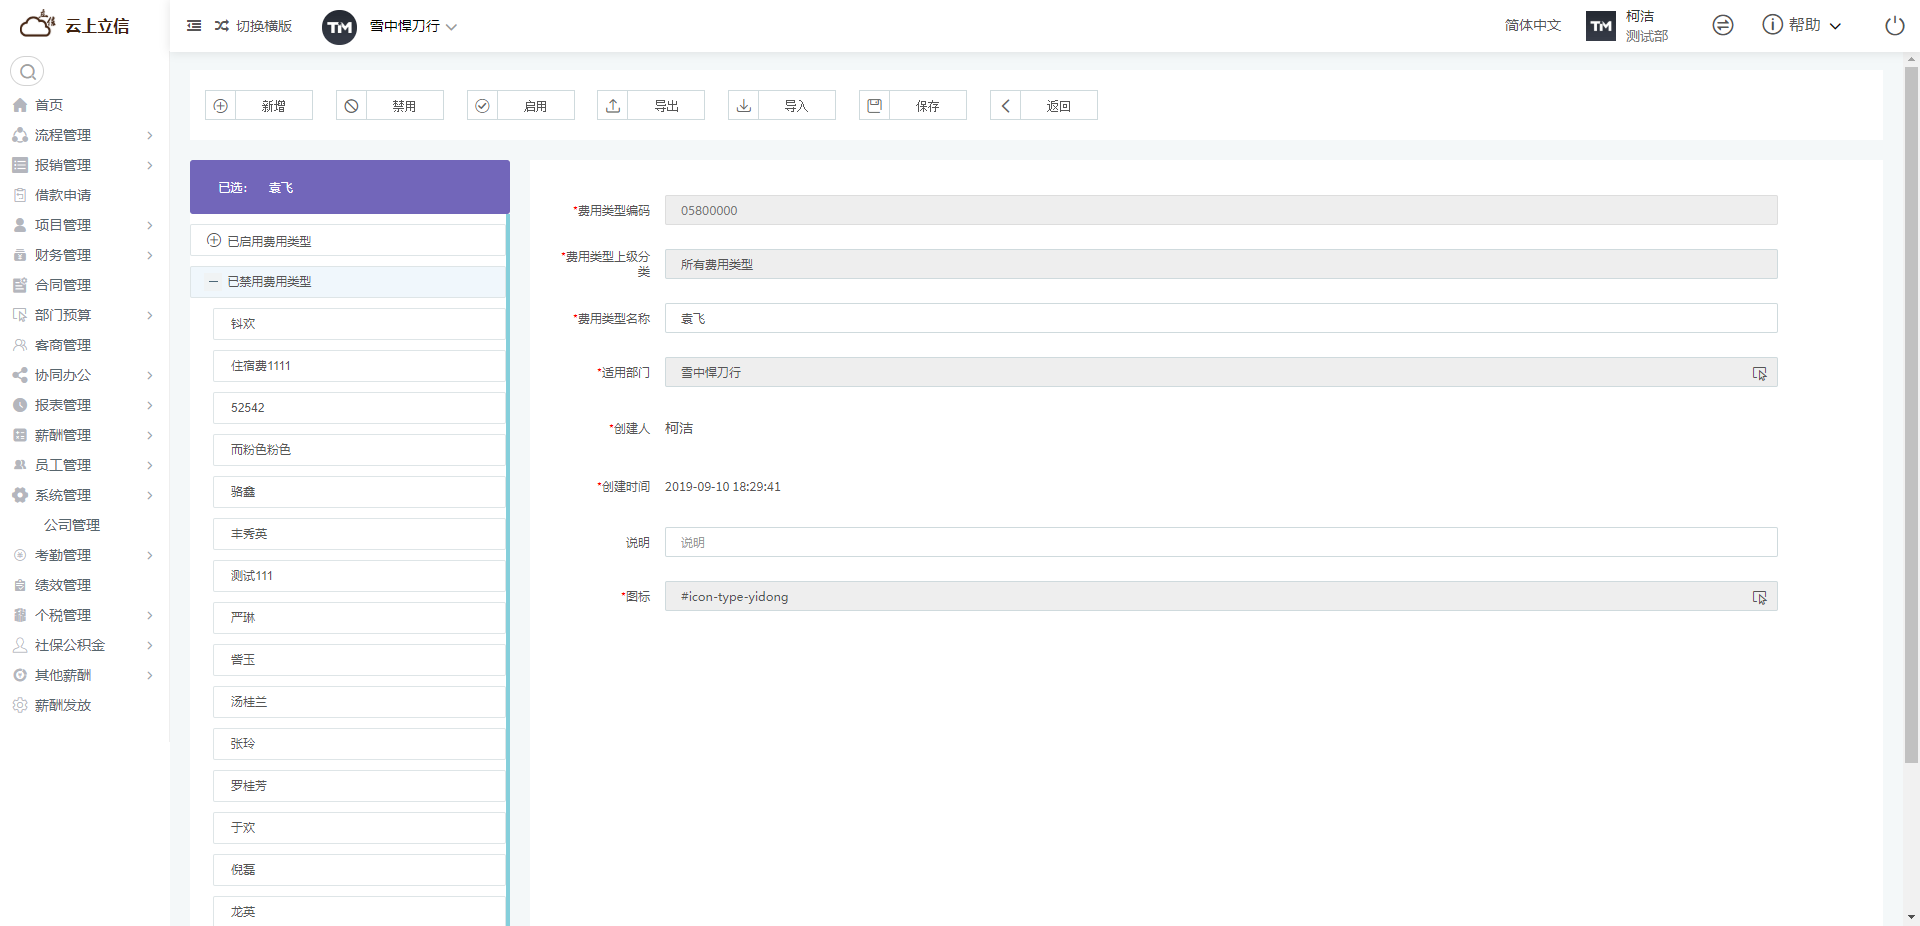 云上立信
切换横版
TM
雪中悍刀行
简体中文
TM
柯洁
测试部
帮助
首页
流程管理
报销管理
借款申请
项目管理
财务管理
合同管理
部门预算
客商管理
协同办公
报表管理
薪酬管理
员工管理
系统管理
公司管理
考勤管理
绩效管理
个税管理
社保公积金
其他薪酬
薪酬发放
新增
禁用
启用
导出
导入
保存
返回
已选: 袁飞
已启用费用类型
已禁用费用类型
钭欢
住宿费1111
52542
而粉色粉色
骆鑫
丰秀英
测试111
严琳
訾玉
汤桂兰
张玲
罗桂芳
于欢
倪磊
龙英
*费用类型编码 05800000
*费用类型上级分
类
所有费用类型
*费用类型名称 袁飞
*适用部门 雪中悍刀行
*创建人 柯洁
*创建时间 2019-09-10 18:29:41
说明 说明
*图标 #icon-type-yidong